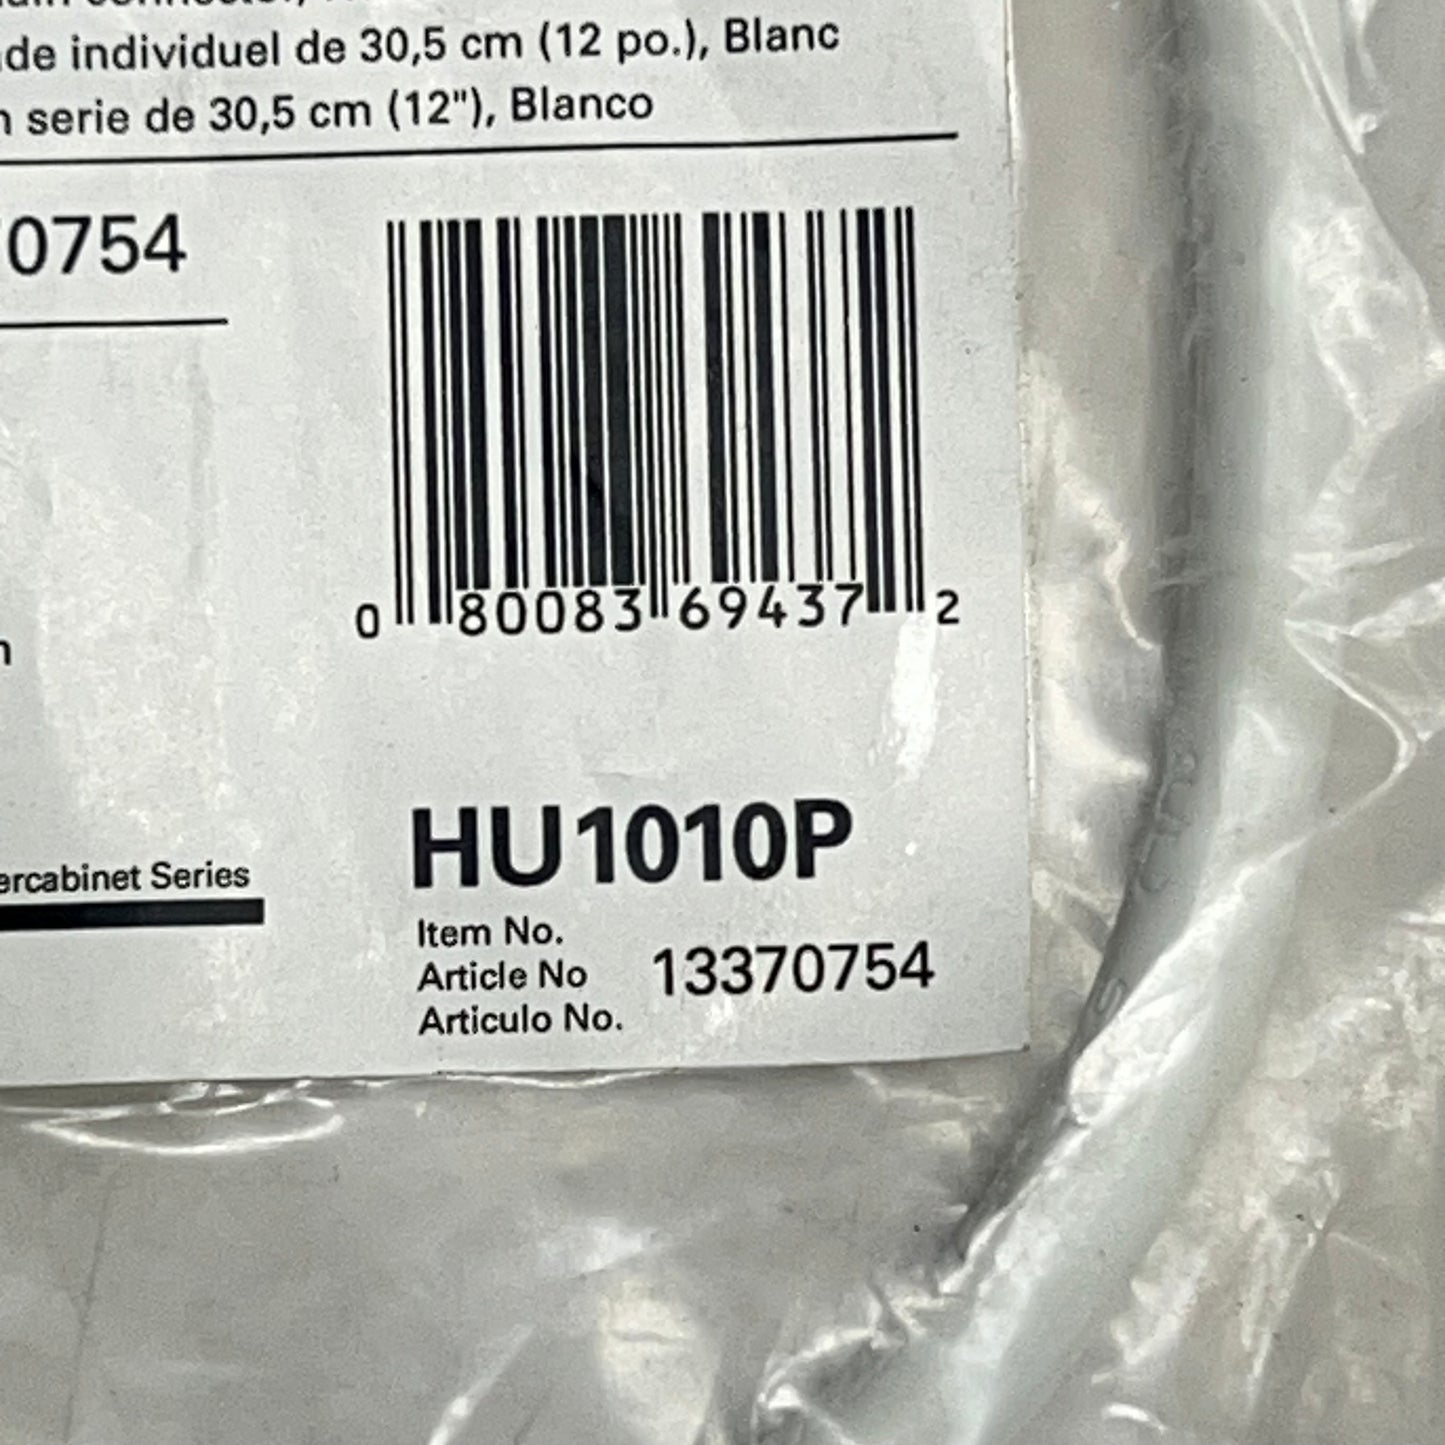 de individuel de 30,5 cm (12 po.), Blanc
serie de 30,5 cm (12"), Blanco
0754
0 80083 69437 2
Series
HU1010P
Item No.
Article No 13370754
Articulo No.